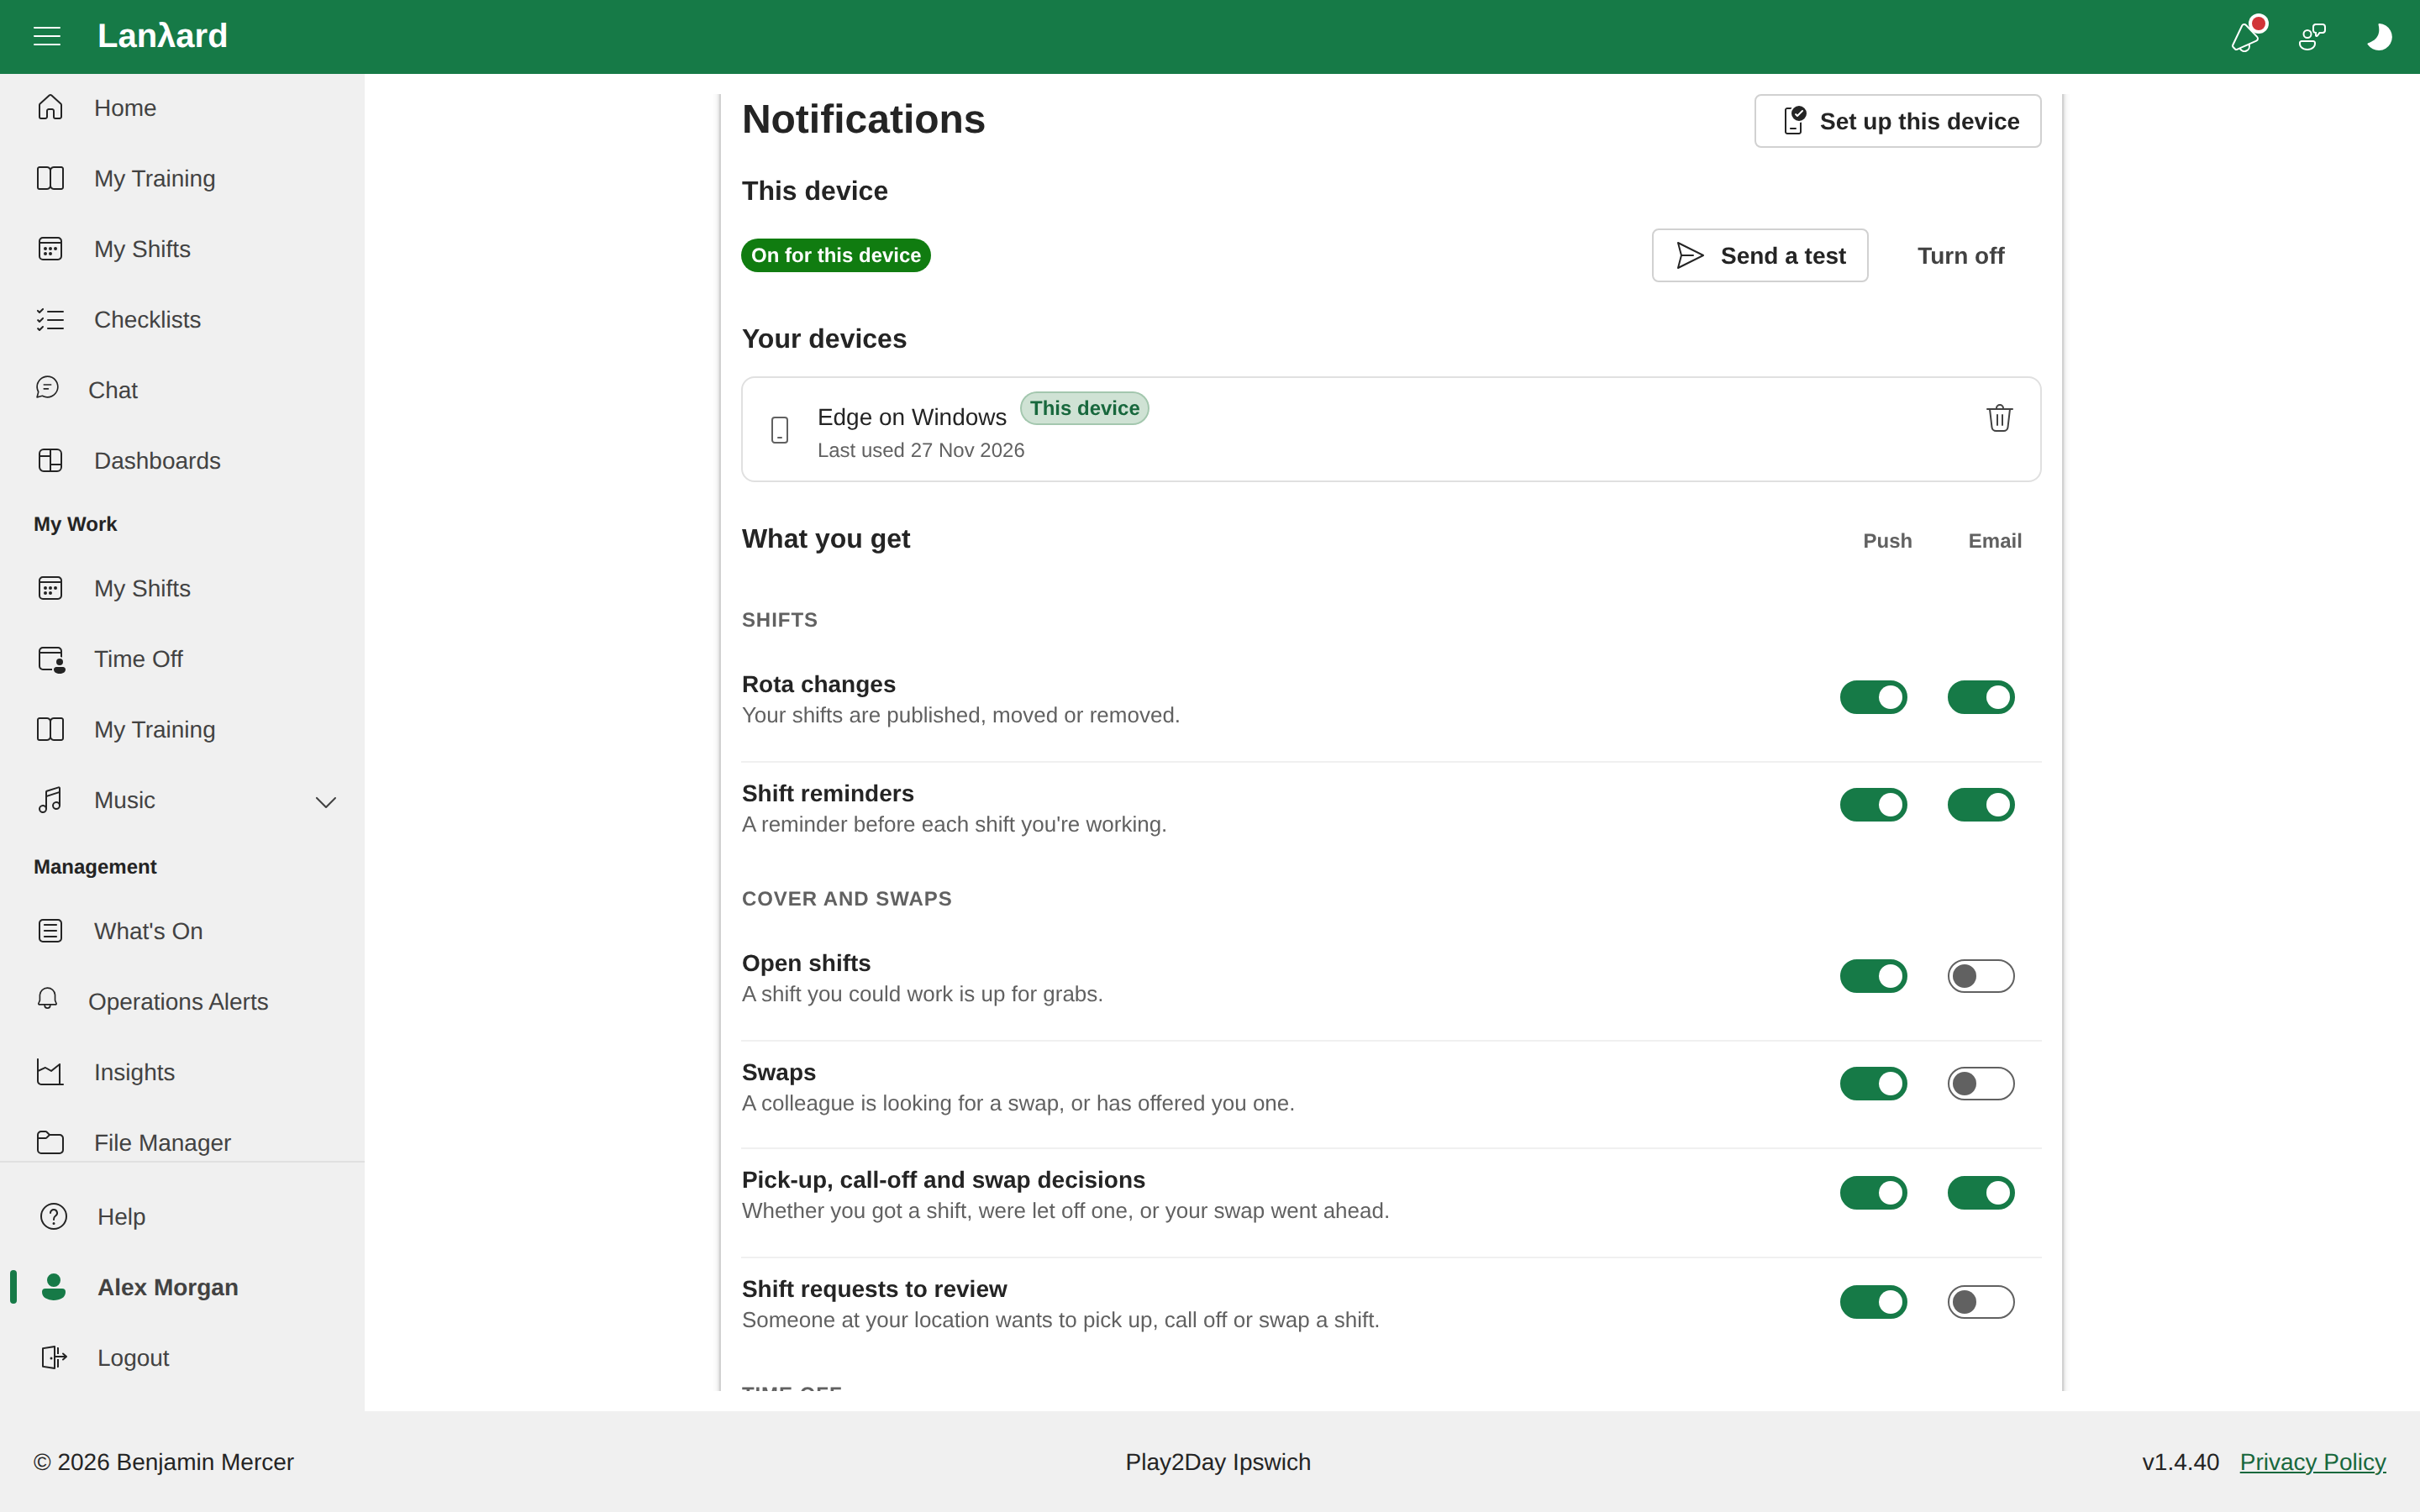 Lanλard
Home
My Training
My Shifts
Checklists
Chat
Dashboards
My Work
My Shifts
Time Off
My Training
Music
Management
What's On
Operations Alerts
Insights
File Manager
Help
Alex Morgan
Logout
Notifications
Set up this device
This device
On for this device
Send a test
Turn off
Your devices
Edge on Windows
This device
Last used 27 Nov 2026
What you get
Push
Email
SHIFTS
Rota changes
Your shifts are published, moved or removed.
Shift reminders
A reminder before each shift you're working.
COVER AND SWAPS
Open shifts
A shift you could work is up for grabs.
Swaps
A colleague is looking for a swap, or has offered you one.
Pick-up, call-off and swap decisions
Whether you got a shift, were let off one, or your swap went ahead.
Shift requests to review
Someone at your location wants to pick up, call off or swap a shift.
TIME OFF
© 2026 Benjamin Mercer
Play2Day Ipswich
v1.4.40
Privacy Policy